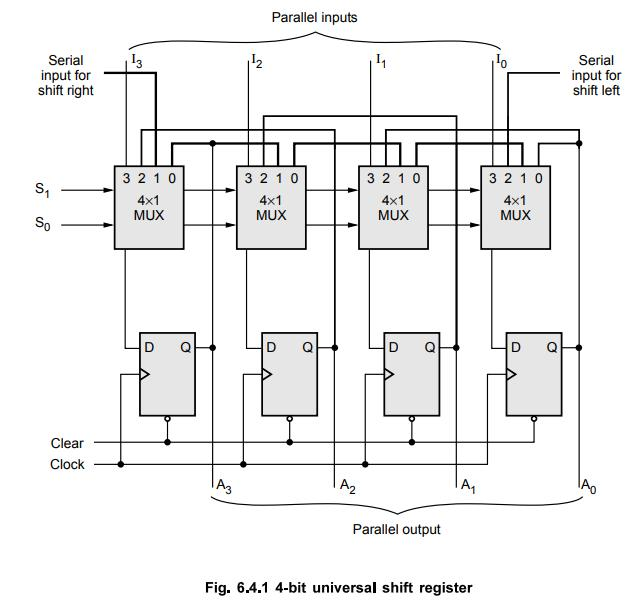 Parallel inputs
Serial input for shift right
I3
I2
I1
I0
Serial input for shift left
3 2 1 0
3 2 1 0
3 2 1 0
3 2 1 0
S1
4×1 MUX
4×1 MUX
4×1 MUX
4×1 MUX
S0
D Q
D Q
D Q
D Q
Clear
Clock
A3
A2
A1
A0
Parallel output
Fig. 6.4.1 4-bit universal shift register